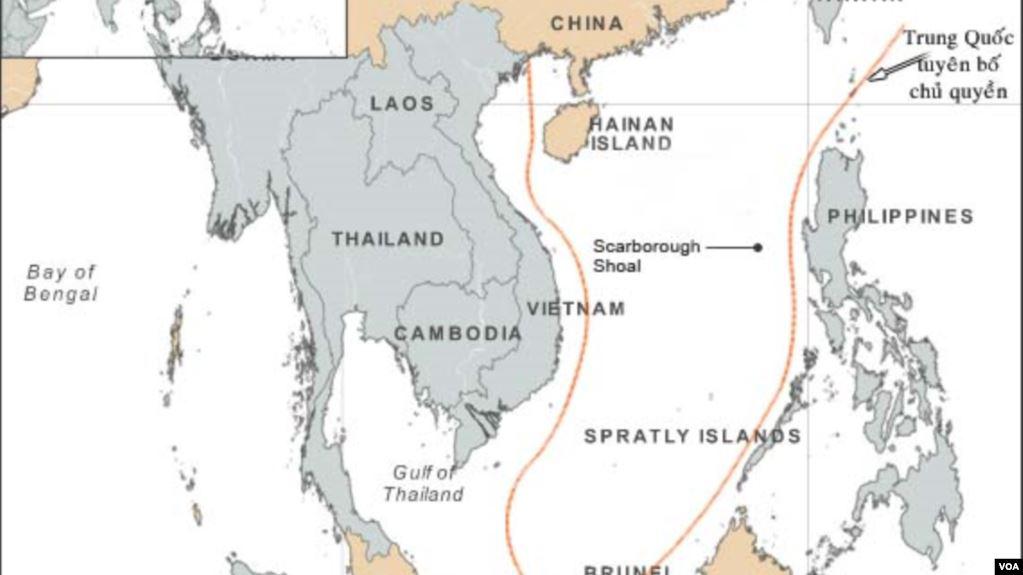 CHINA
Trung Quốc
tuyên bố
chủ quyền
LAOS
HAINAN
ISLAND
PHILIPPINES
THAILAND
Scarborough
Shoal
Bay of
Bengal
VIETNAM
CAMBODIA
SPRATLY ISLANDS
Gulf of
Thailand
BRUNEI
VOA